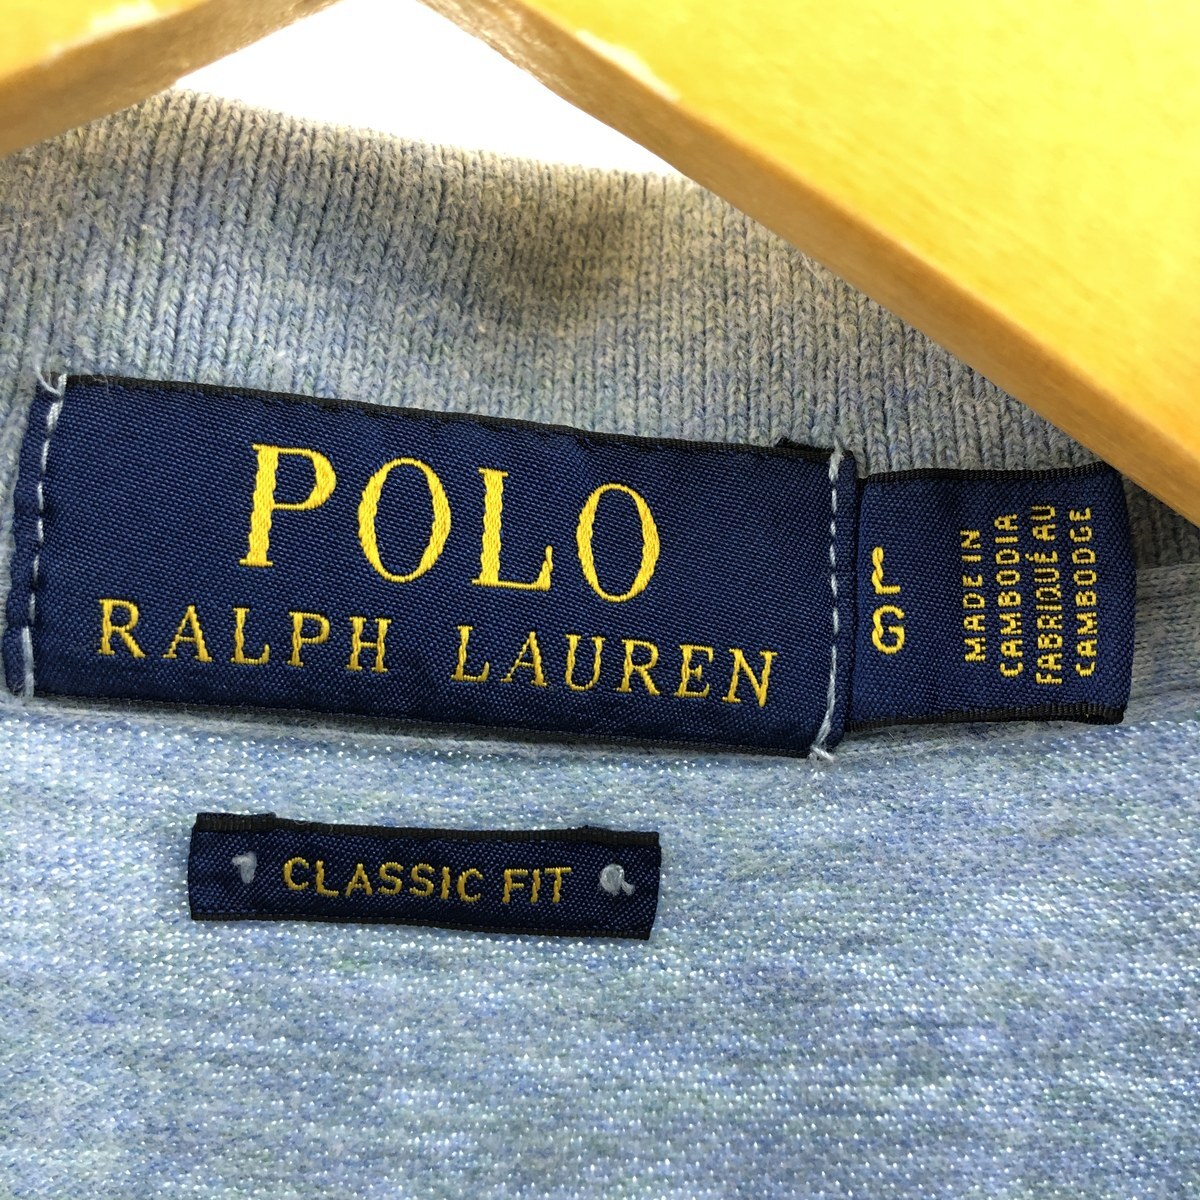 POLO
RALPH LAUREN
L
G
MADE IN
CAMBODIA
FABRIQUÉ AU
CAMBODGE
CLASSIC FIT